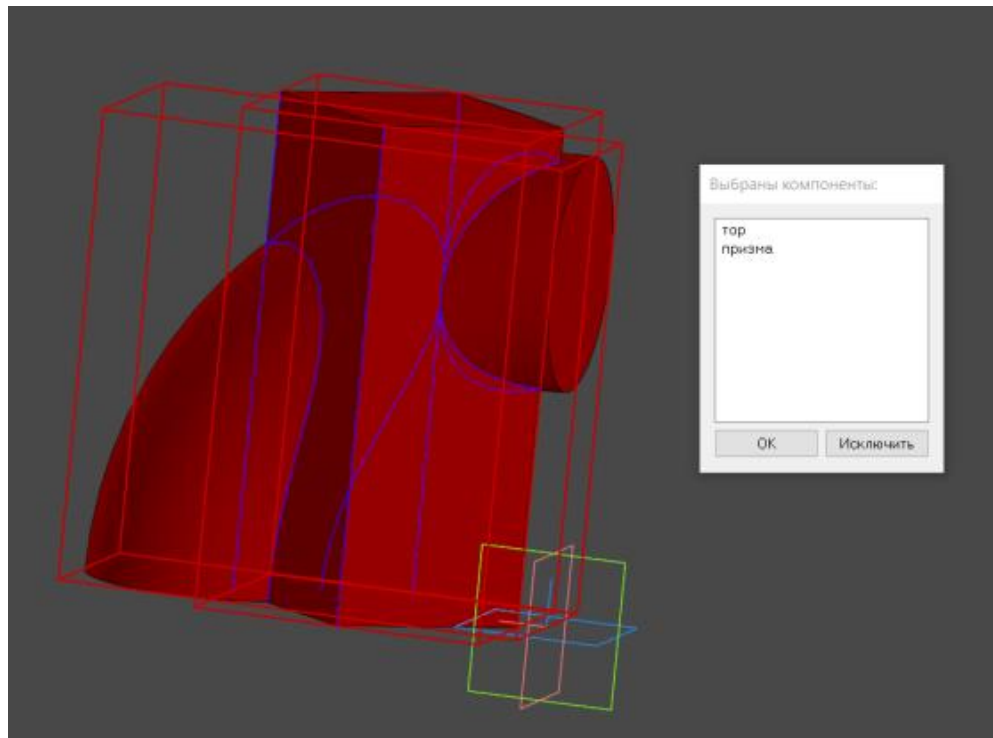 Выбраны компоненты:
тор
призма
OK
Исключить